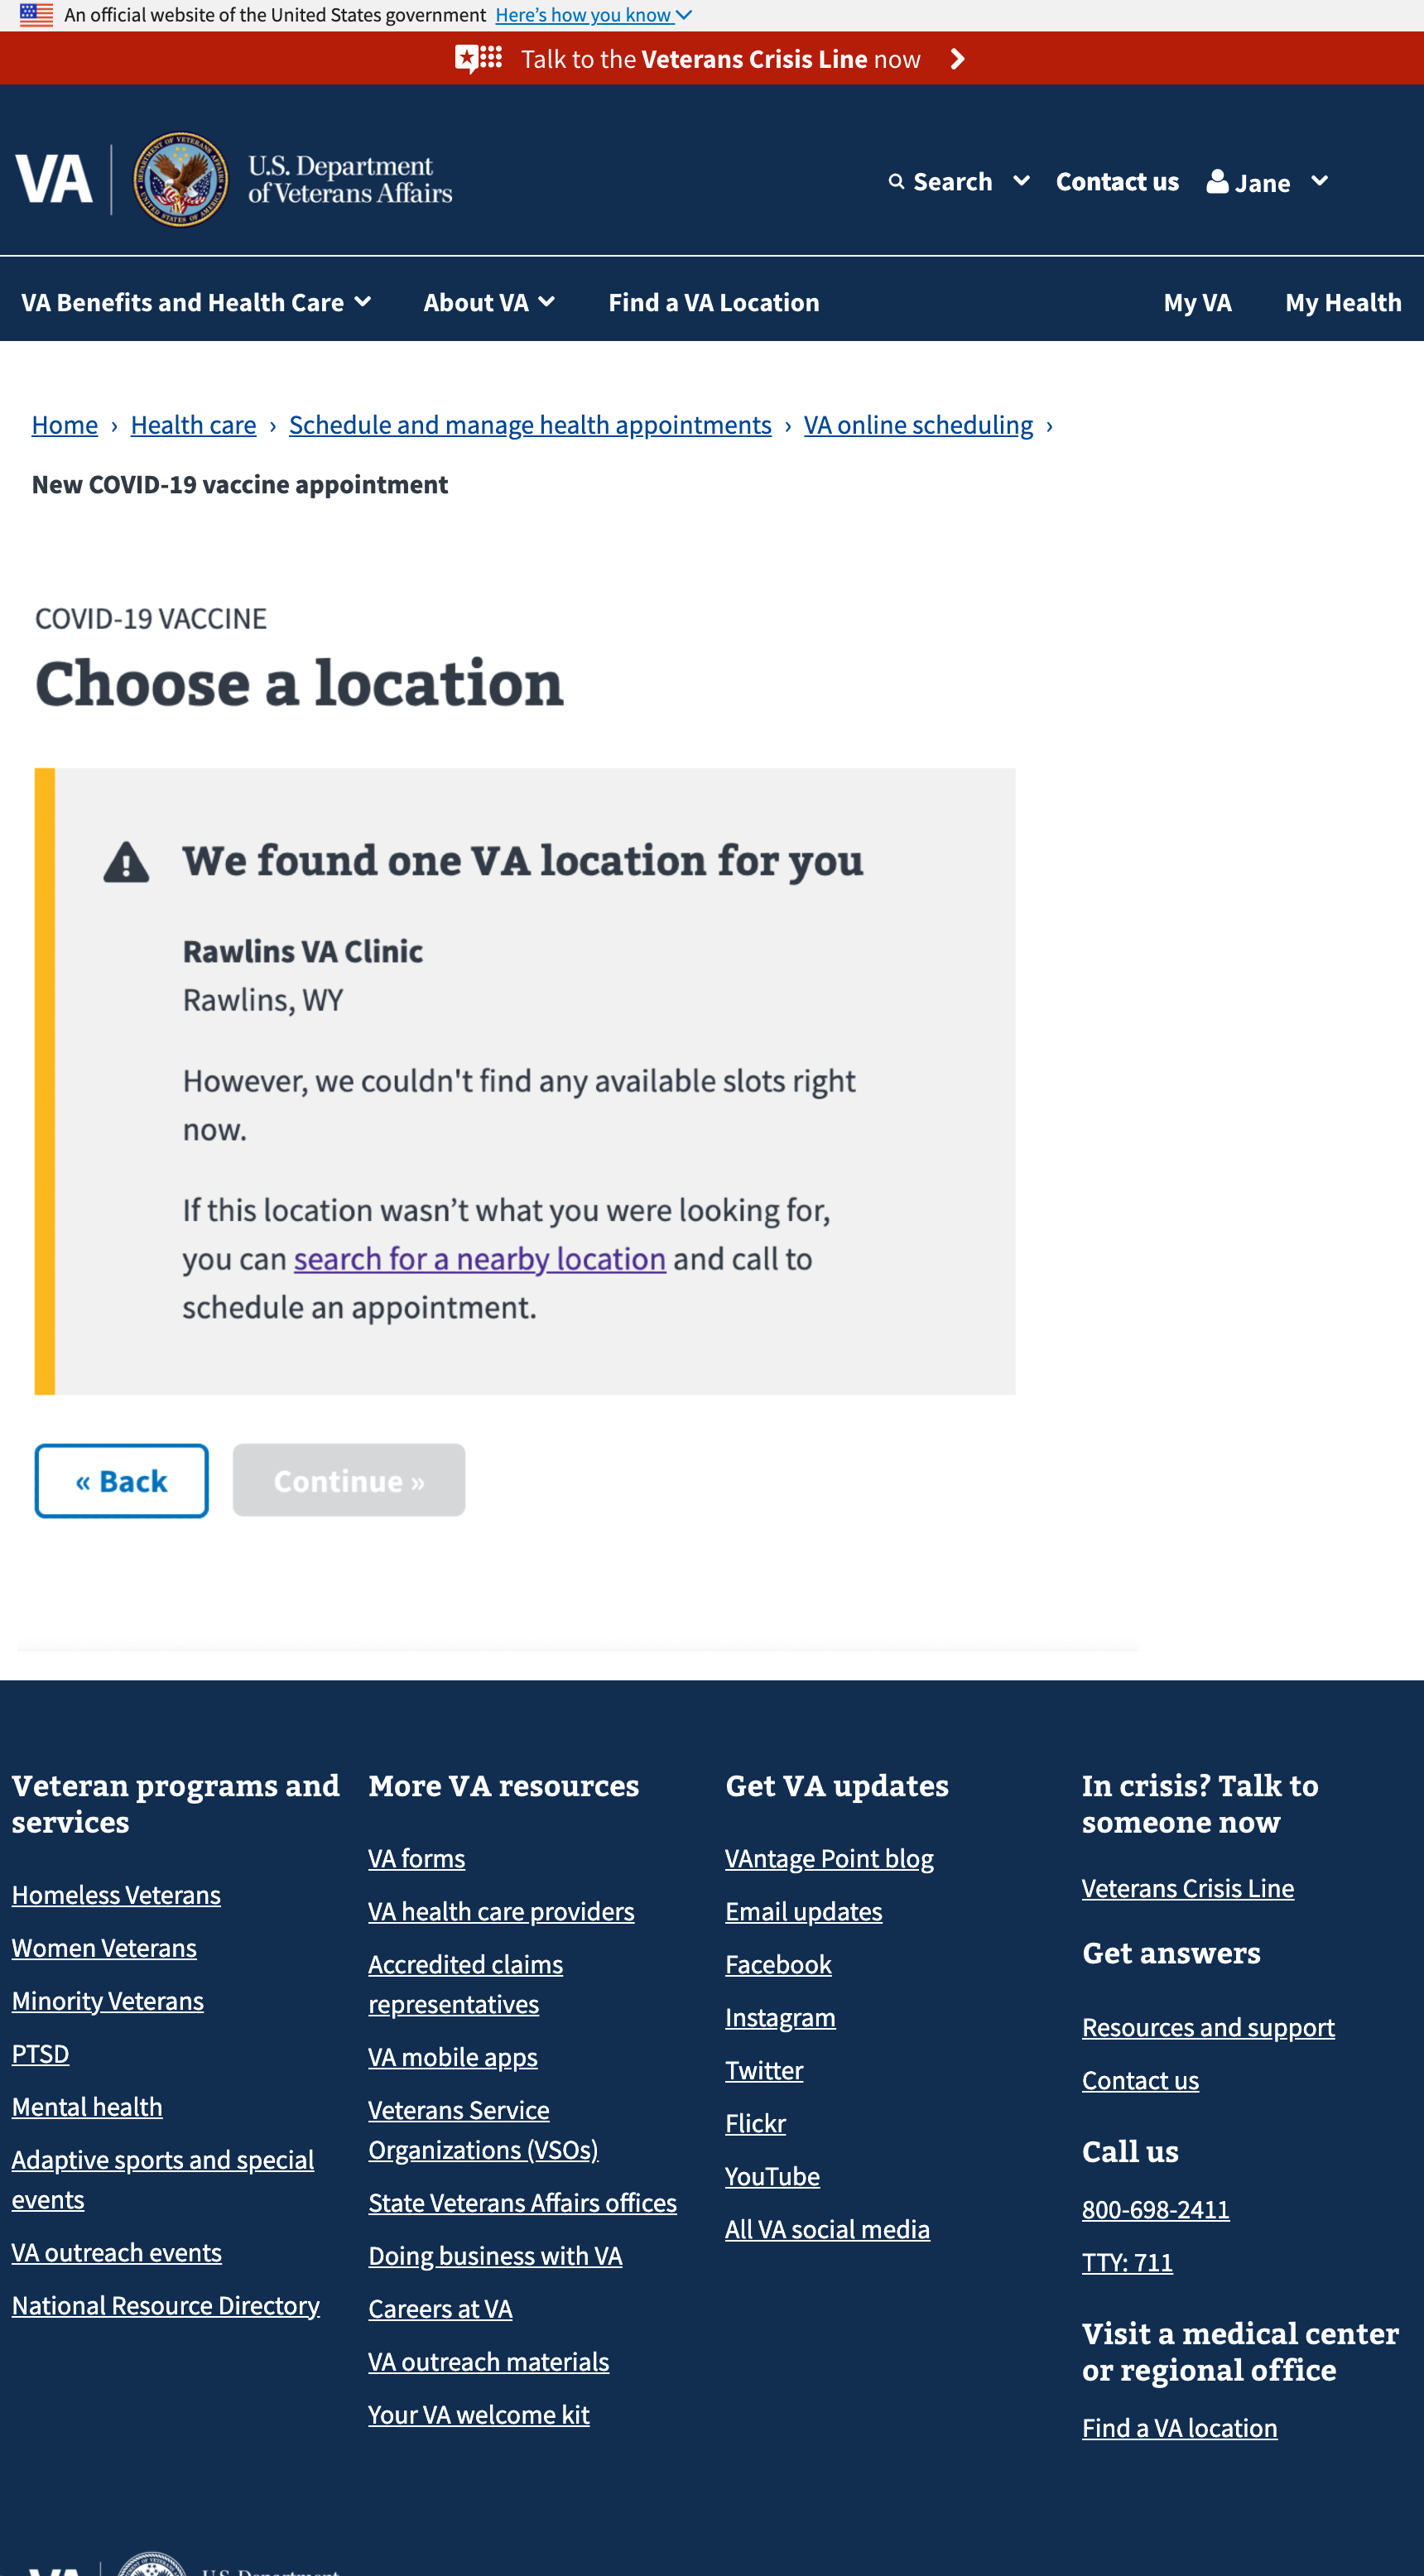 An official website of the United States government Here’s how you know
Talk to the Veterans Crisis Line now
VA
U.S. Department
of Veterans Affairs
Search Contact us Jane
VA Benefits and Health Care About VA Find a VA Location My VA My Health
Home › Health care › Schedule and manage health appointments › VA online scheduling ›
New COVID-19 vaccine appointment
COVID-19 VACCINE
Choose a location
We found one VA location for you
Rawlins VA Clinic
Rawlins, WY
However, we couldn't find any available slots right
now.
If this location wasn’t what you were looking for,
you can search for a nearby location and call to
schedule an appointment.
« Back Continue »
Veteran programs and
services
Homeless Veterans
Women Veterans
Minority Veterans
PTSD
Mental health
Adaptive sports and special
events
VA outreach events
National Resource Directory
More VA resources
VA forms
VA health care providers
Accredited claims
representatives
VA mobile apps
Veterans Service
Organizations (VSOs)
State Veterans Affairs offices
Doing business with VA
Careers at VA
VA outreach materials
Your VA welcome kit
Get VA updates
VAntage Point blog
Email updates
Facebook
Instagram
Twitter
Flickr
YouTube
All VA social media
In crisis? Talk to
someone now
Veterans Crisis Line
Get answers
Resources and support
Contact us
Call us
800-698-2411
TTY: 711
Visit a medical center
or regional office
Find a VA location